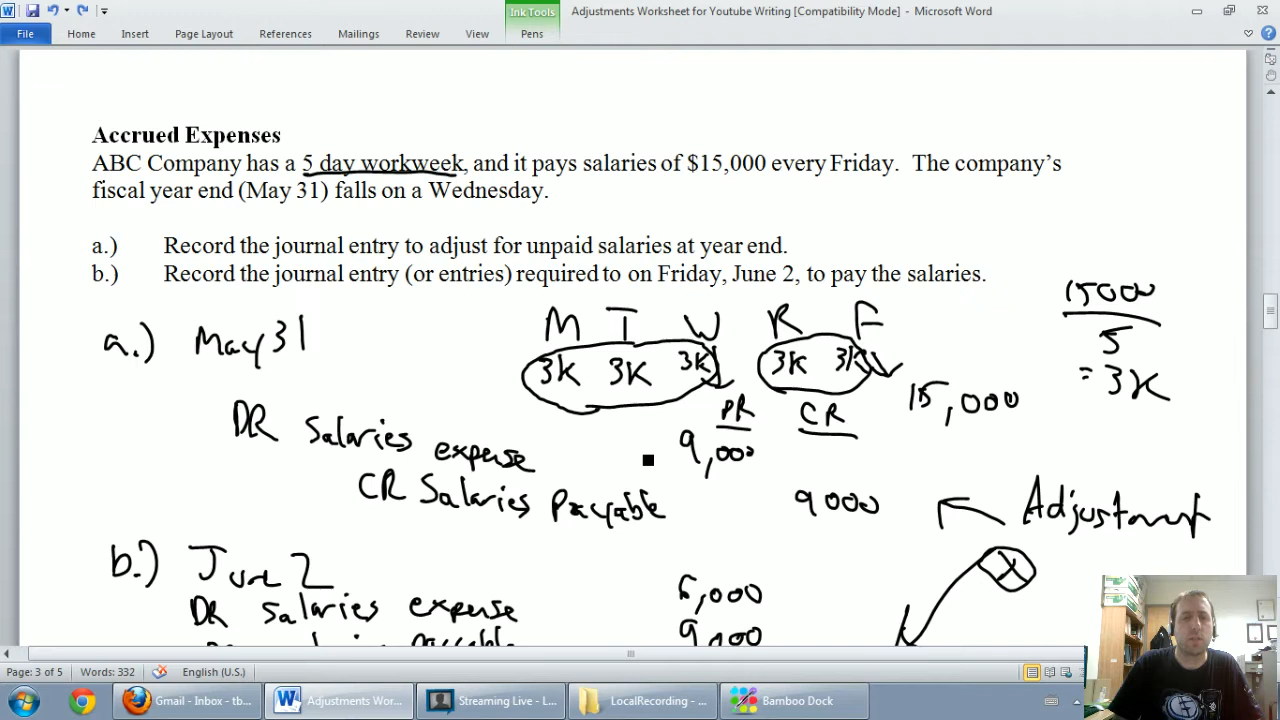 Ink Tools
Adjustments Worksheet for Youtube Writing [Compatibility Mode] - Microsoft Word
File Home Insert Page Layout References Mailings Review View Pens
Accrued Expenses
ABC Company has a 5 day workweek, and it pays salaries of $15,000 every Friday. The company's
fiscal year end (May 31) falls on a Wednesday.
a.) Record the journal entry to adjust for unpaid salaries at year end.
b.) Record the journal entry (or entries) required to on Friday, June 2, to pay the salaries.
15000
5
= 3K
a.) May 31
M T W R F
3K 3K 3K 3K 3K
15,000
DR CR
DR Salaries expense 9,000
CR Salaries Payable 9000
Adjustment
b.) June 2
DR Salaries expense 6,000
9,000
Page: 3 of 5 Words: 332 English (U.S.)
Gmail - Inbox - tb... Adjustments Wor... Streaming Live - L... LocalRecording - ... Bamboo Dock